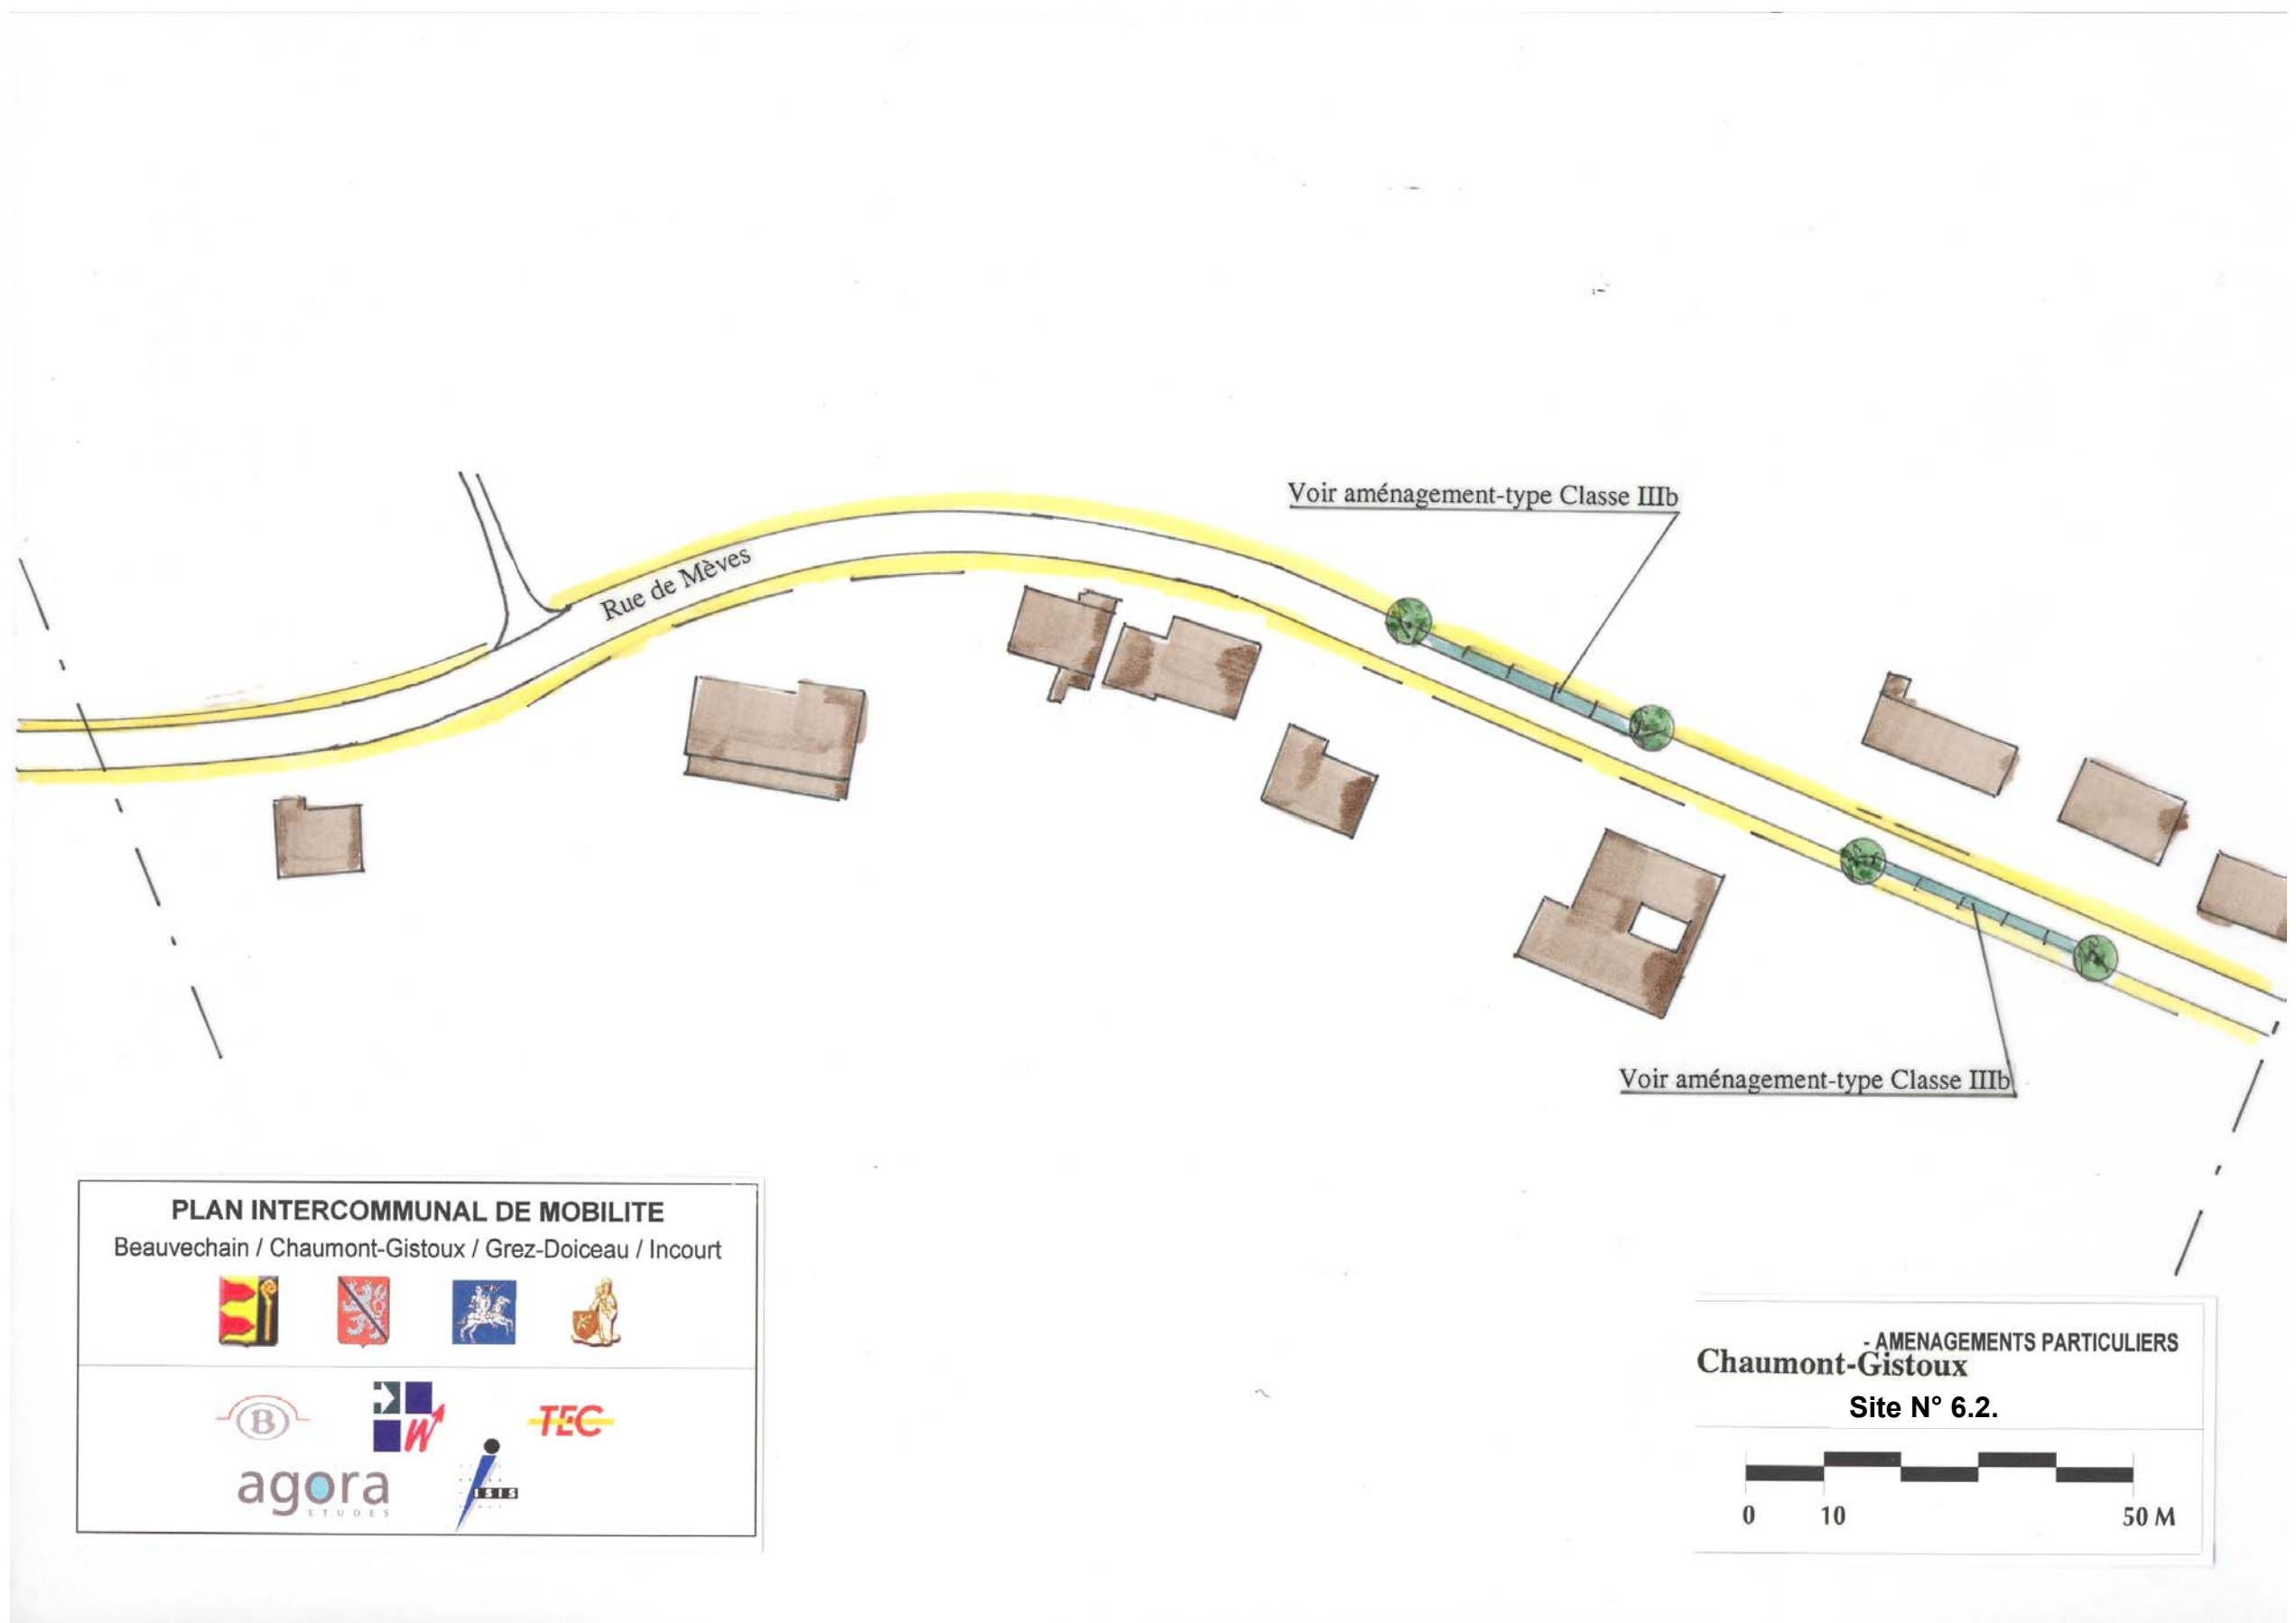 Voir aménagement-type Classe IIIb
Rue de Mèves
Voir aménagement-type Classe IIIb
PLAN INTERCOMMUNAL DE MOBILITE
Beauvechain / Chaumont-Gistoux / Grez-Doiceau / Incourt
B
W
TEC
agora
ETUDES
ISIS
- AMENAGEMENTS PARTICULIERS
Chaumont-Gistoux
Site N° 6.2.
0 10 50 M